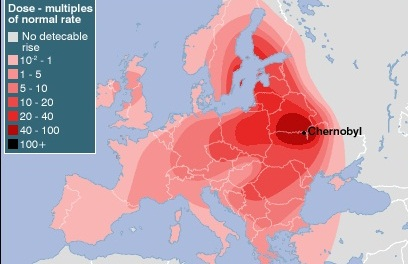 Dose - multiples
of normal rate
No detecable
rise
10-² - 1
1 - 5
5 - 10
10 - 20
20 - 40
40 - 100
100+
Chernobyl